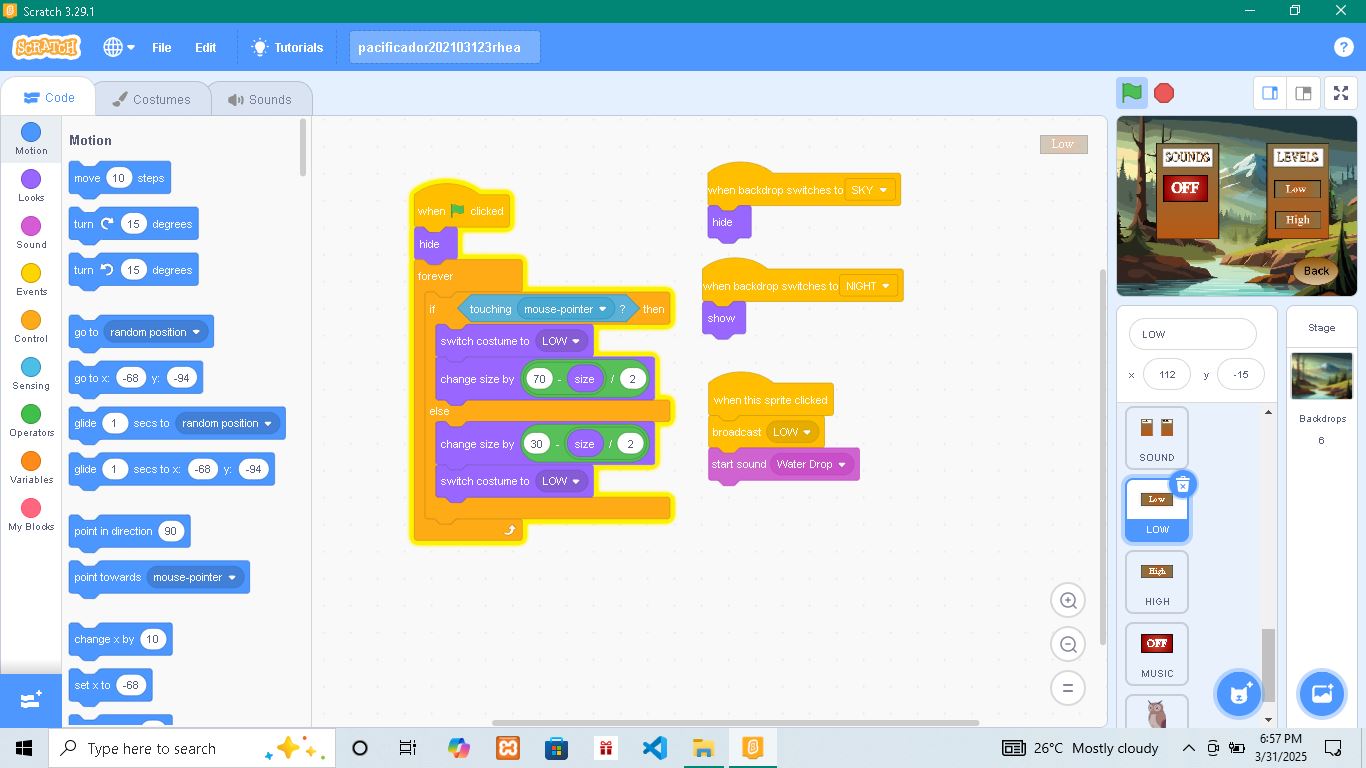 Scratch 3.29.1
SCRATCH File Edit Tutorials pacificador202103123rhea ?
Code Costumes Sounds
Motion
Looks
Sound
Events
Control
Sensing
Operators
Variables
My Blocks
Motion
move 10 steps
turn 15 degrees
turn 15 degrees
go to random position
go to x: -68 y: -94
glide 1 secs to random position
glide 1 secs to x: -68 y: -94
point in direction 90
point towards mouse-pointer
change x by 10
set x to -68
when clicked
hide
forever
if touching mouse-pointer ? then
switch costume to LOW
change size by 70 - size / 2
else
change size by 30 - size / 2
switch costume to LOW
when backdrop switches to SKY
hide
when backdrop switches to NIGHT
show
when this sprite clicked
broadcast LOW
start sound Water Drop
Low
SOUNDS LEVELS
OFF Low
High
Back
LOW
x 112 y -15
SOUND
Low
LOW
High
HIGH
OFF
MUSIC
Stage
Backdrops
6
Type here to search
26°C Mostly cloudy
6:57 PM
3/31/2025